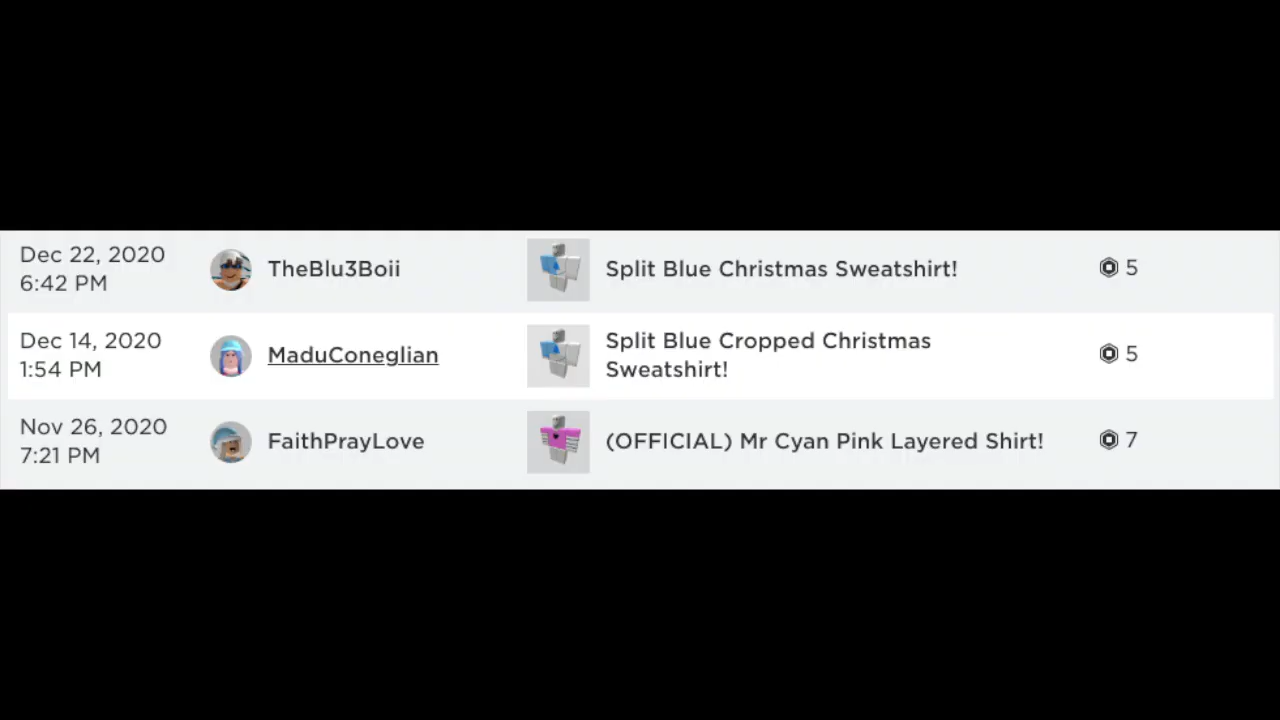 Dec 22, 2020
6:42 PM
TheBlu3Boii
Split Blue Christmas Sweatshirt!
5
Dec 14, 2020
1:54 PM
MaduConeglian
Split Blue Cropped Christmas
Sweatshirt!
5
Nov 26, 2020
7:21 PM
FaithPrayLove
(OFFICIAL) Mr Cyan Pink Layered Shirt!
7